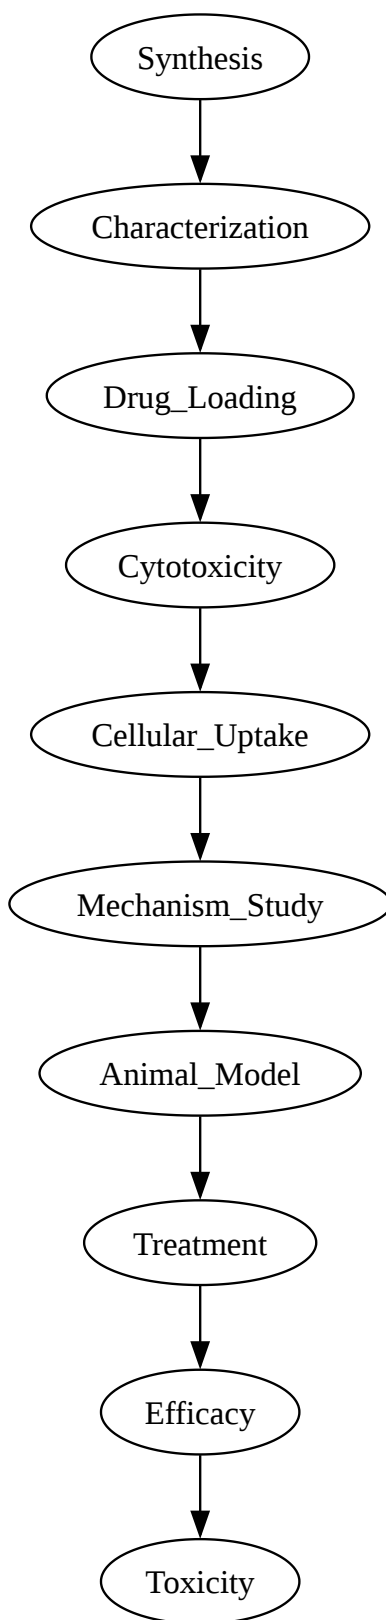 Synthesis
Characterization
Drug_Loading
Cytotoxicity
Cellular_Uptake
Mechanism_Study
Animal_Model
Treatment
Efficacy
Toxicity